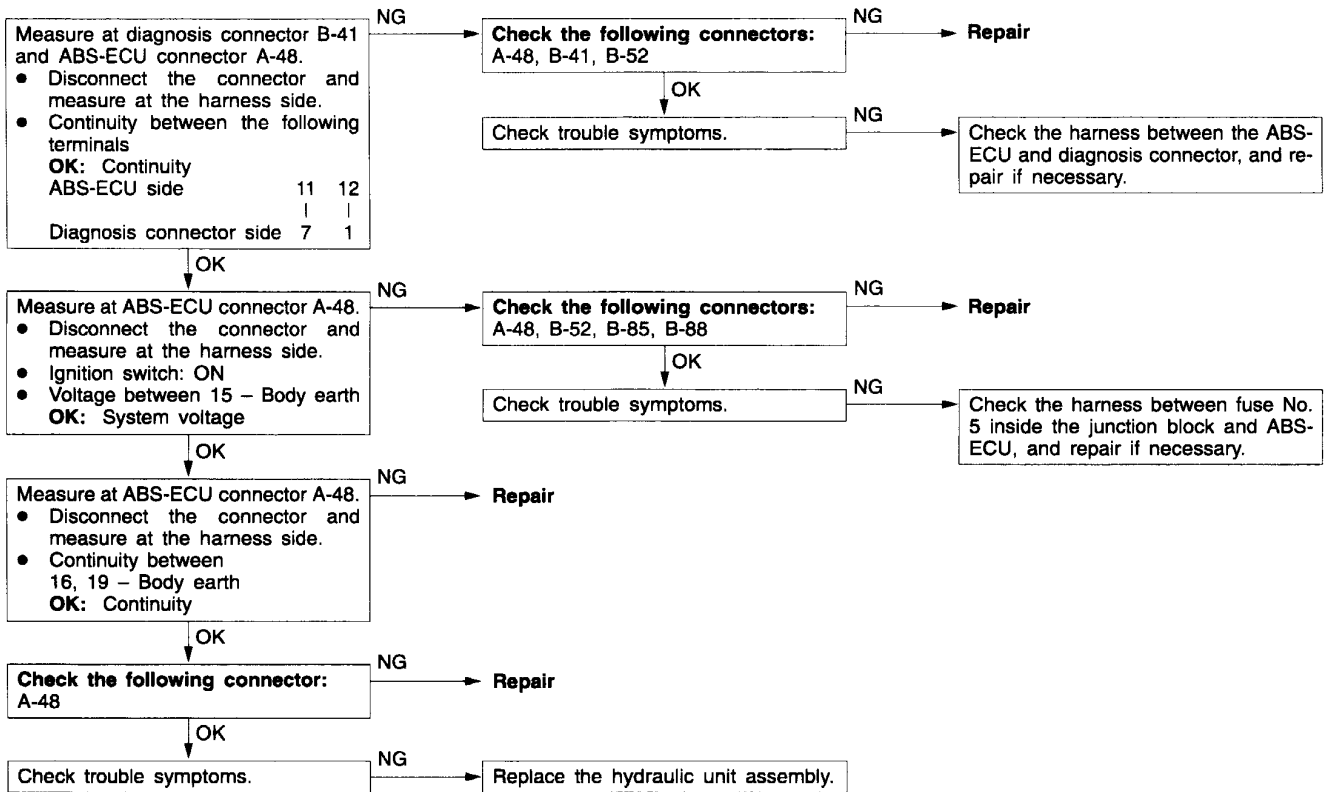 Measure at diagnosis connector B-41
and ABS-ECU connector A-48.
● Disconnect the connector and
measure at the harness side.
● Continuity between the following
terminals
OK: Continuity
ABS-ECU side 11 12
| |
Diagnosis connector side 7 1
NG
Check the following connectors:
A-48, B-41, B-52
NG
Repair
OK
Check trouble symptoms.
NG
Check the harness between the ABS-
ECU and diagnosis connector, and re-
pair if necessary.
OK
Measure at ABS-ECU connector A-48.
● Disconnect the connector and
measure at the harness side.
● Ignition switch: ON
● Voltage between 15 – Body earth
OK: System voltage
NG
Check the following connectors:
A-48, B-52, B-85, B-88
NG
Repair
OK
Check trouble symptoms.
NG
Check the harness between fuse No.
5 inside the junction block and ABS-
ECU, and repair if necessary.
OK
Measure at ABS-ECU connector A-48.
● Disconnect the connector and
measure at the harness side.
● Continuity between
16, 19 – Body earth
OK: Continuity
NG
Repair
OK
Check the following connector:
A-48
NG
Repair
OK
Check trouble symptoms.
NG
Replace the hydraulic unit assembly.